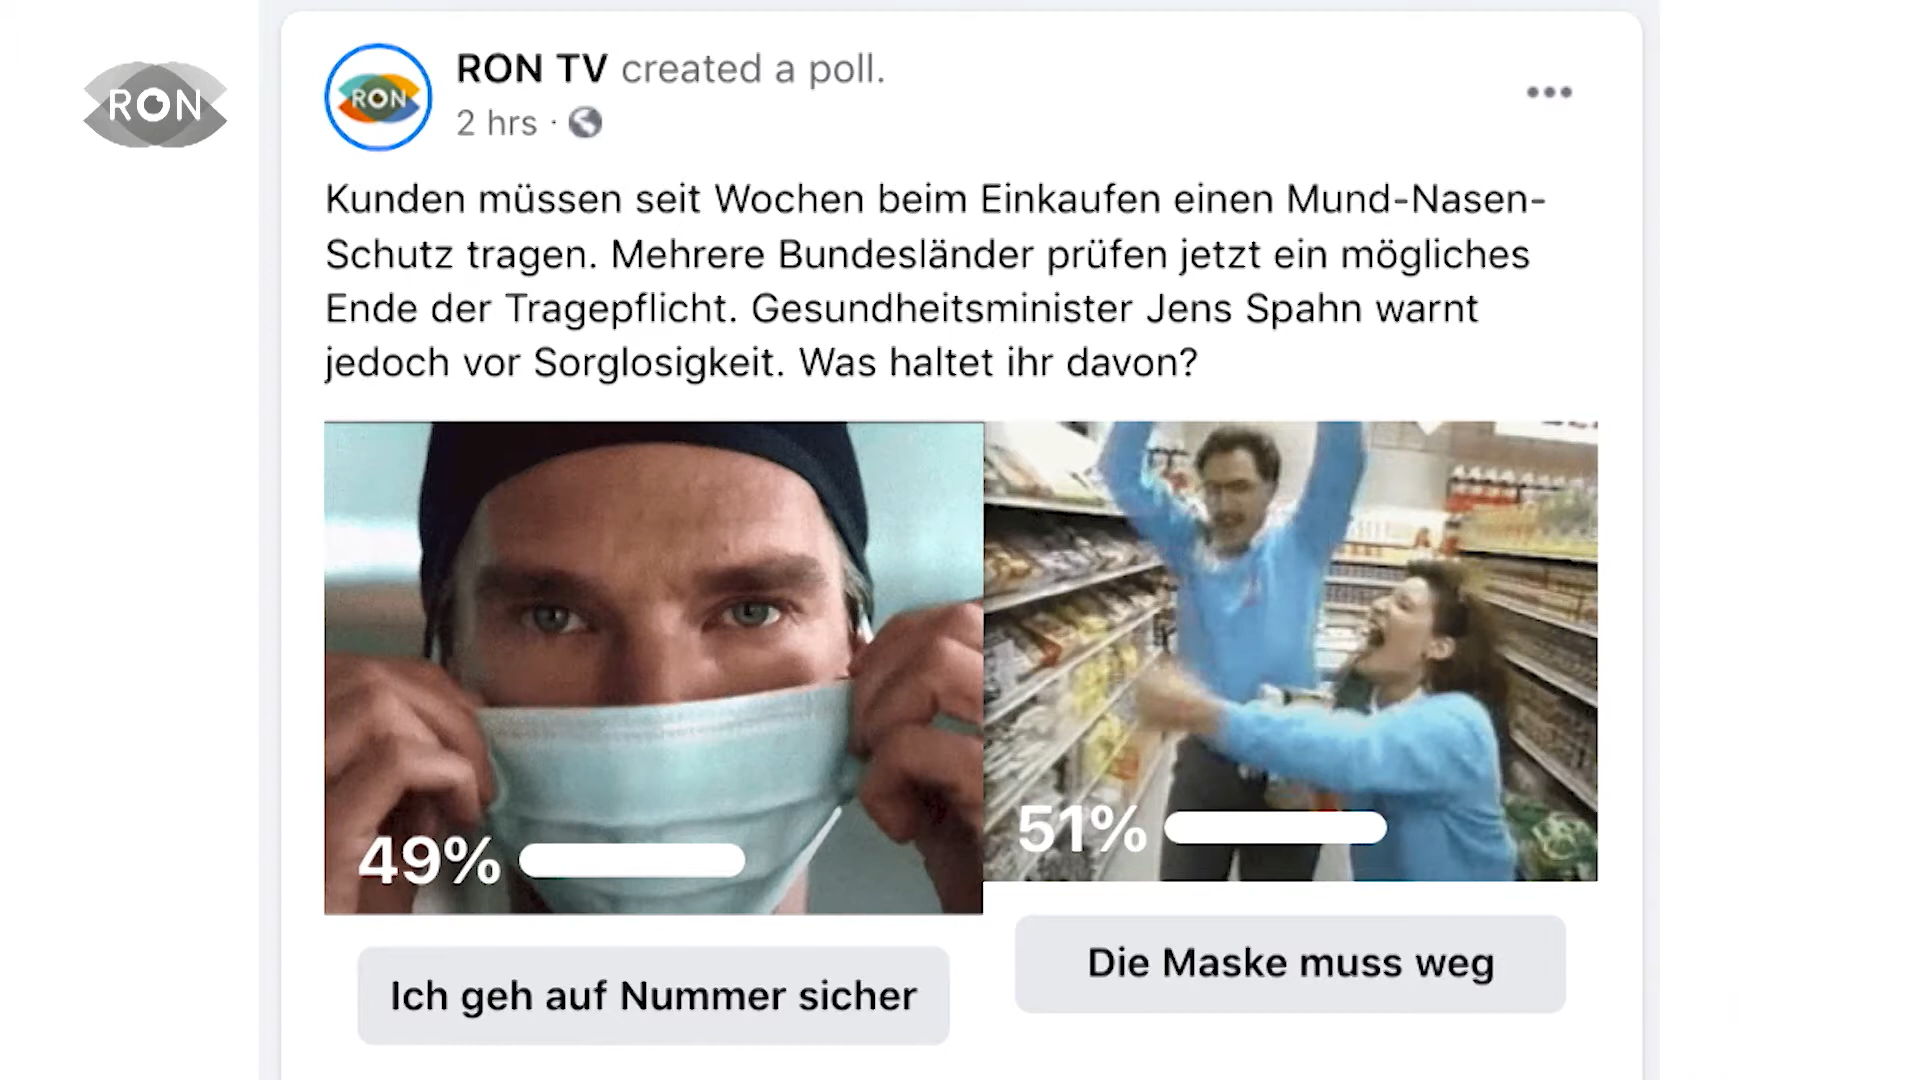 RON
RON
RON TV created a poll.
2 hrs ·
Kunden müssen seit Wochen beim Einkaufen einen Mund-Nasen-
Schutz tragen. Mehrere Bundesländer prüfen jetzt ein mögliches
Ende der Tragepflicht. Gesundheitsminister Jens Spahn warnt
jedoch vor Sorglosigkeit. Was haltet ihr davon?
49%
51%
Ich geh auf Nummer sicher
Die Maske muss weg